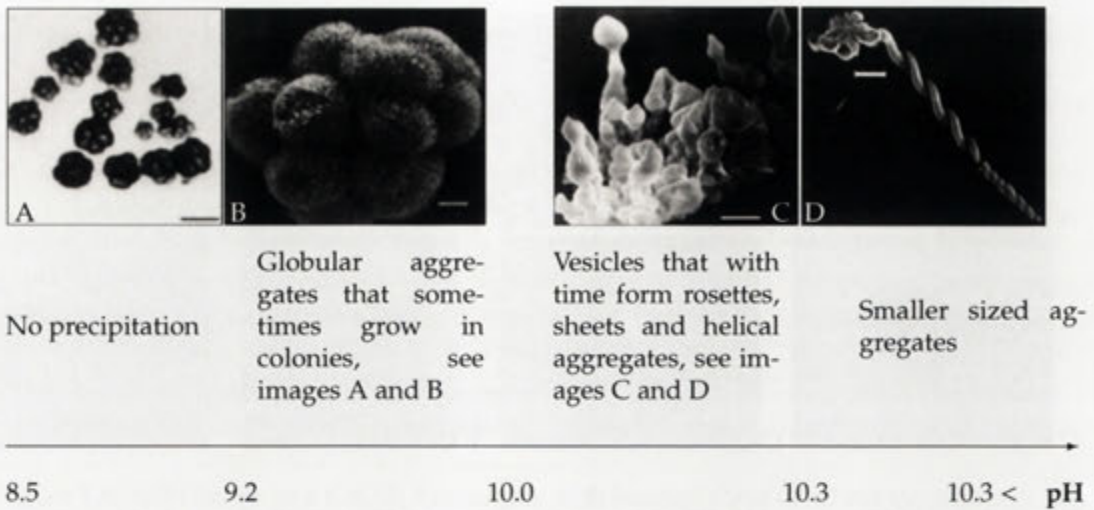 A
B
C
D
No precipitation
Globular aggre-
gates that some-
times grow in
colonies, see
images A and B
Vesicles that with
time form rosettes,
sheets and helical
aggregates, see im-
ages C and D
Smaller sized ag-
gregates
8.5 9.2 10.0 10.3 10.3 < pH